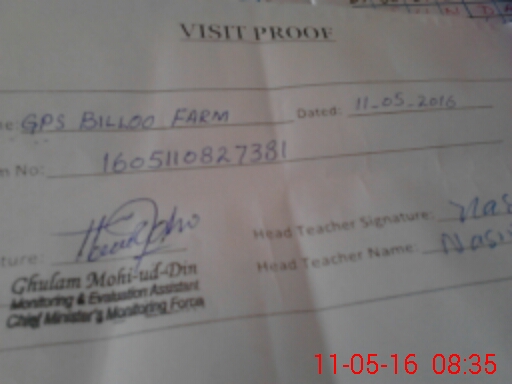 VISIT PROOF
GPS BILLOO FARM Dated: 11-05-2016
No: 1605110827381
Head Teacher Signature:
Head Teacher Name:
Ghulam Mohi-ud-Din
Monitoring & Evaluation Assistant
Chief Minister's Monitoring Force
11-05-16 08:35